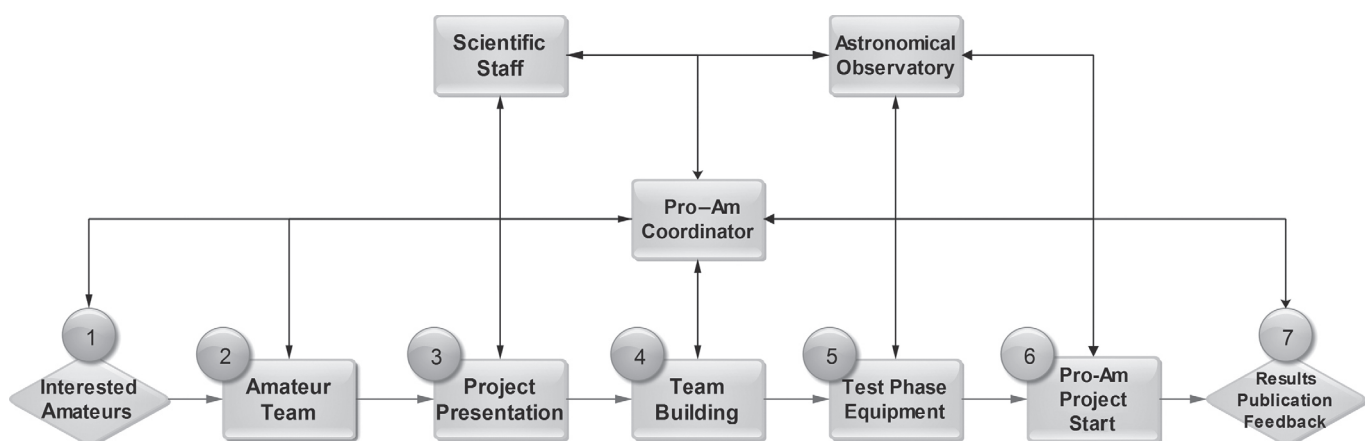 Scientific
Staff
Astronomical
Observatory
Pro–Am
Coordinator
1
Interested
Amateurs
2
Amateur
Team
3
Project
Presentation
4
Team
Building
5
Test Phase
Equipment
6
Pro-Am
Project
Start
7
Results
Publication
Feedback